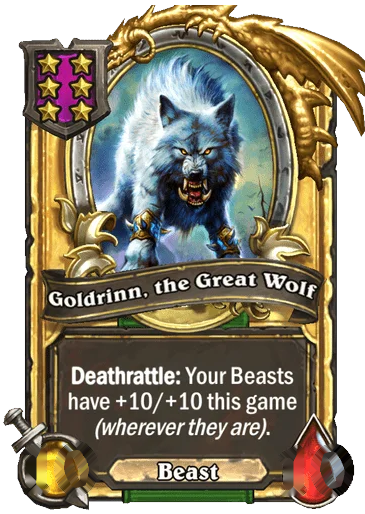 Goldrinn, the Great Wolf
Deathrattle: Your Beasts
have +10/+10 this game
(wherever they are).
Beast